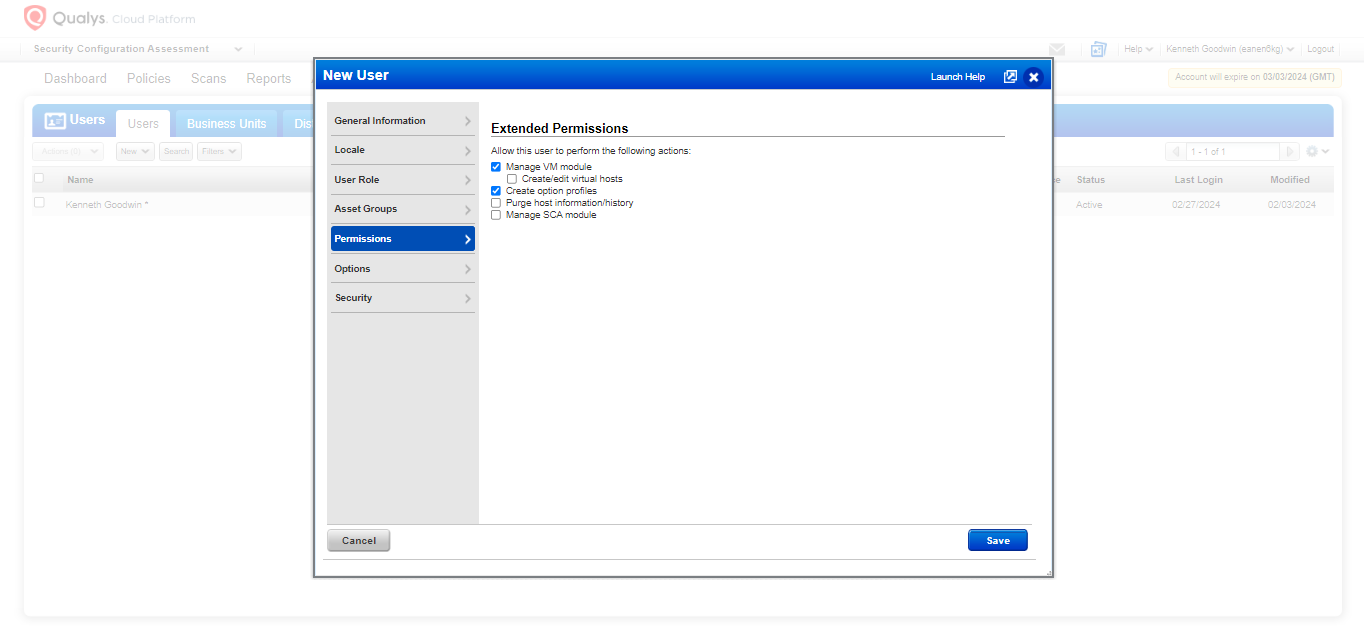 Qualys. Cloud Platform
Security Configuration Assessment
Help Kenneth Goodwin (eanen6kg) Logout
Dashboard Policies Scans Reports
Account will expire on 03/03/2024 (GMT)
New User Launch Help
Users Users Business Units Dis
Actions (0) New Search Filters
1 - 1 of 1
Name Status Last Login Modified
Kenneth Goodwin * Active 02/27/2024 02/03/2024
General Information
Locale
User Role
Asset Groups
Permissions
Options
Security
Extended Permissions
Allow this user to perform the following actions:
Manage VM module
Create/edit virtual hosts
Create option profiles
Purge host information/history
Manage SCA module
Cancel Save